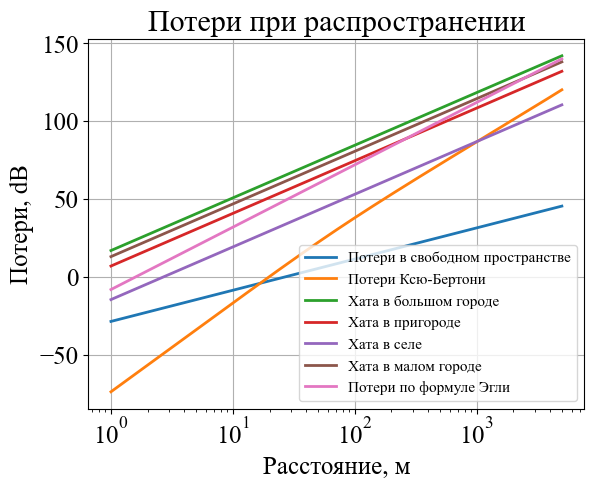 Потери при распространении
Потери, dB
150
100
50
0
−50
Потери в свободном пространстве
Потери Ксю-Бертони
Хата в большом городе
Хата в пригороде
Хата в селе
Хата в малом городе
Потери по формуле Эгли
10⁰ 10¹ 10² 10³
Расстояние, м